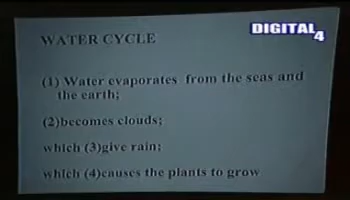 DIGITAL
4
WATER CYCLE
(1) Water evaporates from the seas and
the earth;
(2)becomes clouds;
which (3)give rain;
which (4)causes the plants to grow